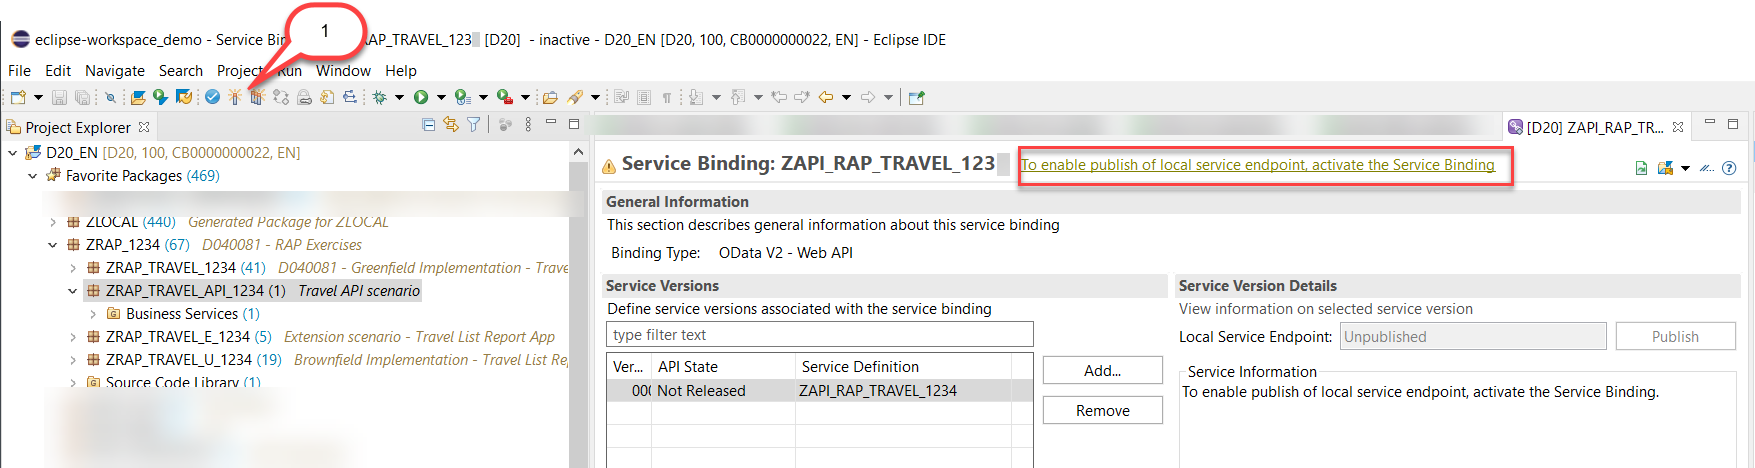 1
eclipse-workspace_demo - Service Bin RAP_TRAVEL_123 [D20] - inactive - D20_EN [D20, 100, CB0000000022, EN] - Eclipse IDE
File Edit Navigate Search Project Run Window Help
Project Explorer
[D20] ZAPI_RAP_TR...
D20_EN [D20, 100, CB0000000022, EN]
Favorite Packages (469)
ZLOCAL (440) Generated Package for ZLOCAL
ZRAP_1234 (67) D040081 - RAP Exercises
ZRAP_TRAVEL_1234 (41) D040081 - Greenfield Implementation - Trave
ZRAP_TRAVEL_API_1234 (1) Travel API scenario
Business Services (1)
ZRAP_TRAVEL_E_1234 (5) Extension scenario - Travel List Report App
ZRAP_TRAVEL_U_1234 (19) Brownfield Implementation - Travel List Re
Source Code Library (1)
Service Binding: ZAPI_RAP_TRAVEL_123
To enable publish of local service endpoint, activate the Service Binding
General Information
This section describes general information about this service binding
Binding Type: OData V2 - Web API
Service Versions
Define service versions associated with the service binding
type filter text
Ver... API State Service Definition
000 Not Released ZAPI_RAP_TRAVEL_1234
Add...
Remove
Service Version Details
View information on selected service version
Local Service Endpoint: Unpublished Publish
Service Information
To enable publish of local service endpoint, activate the Service Binding.